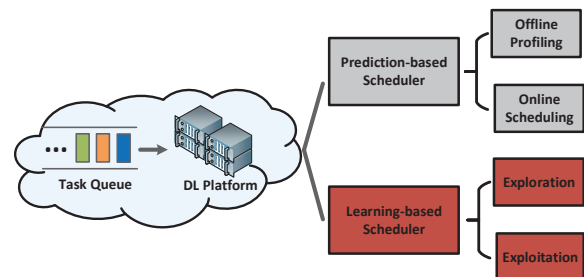 Offline
Profiling
Prediction-based
Scheduler
Online
Scheduling
...
Task Queue
DL Platform
Learning-based
Scheduler
Exploration
Exploitation